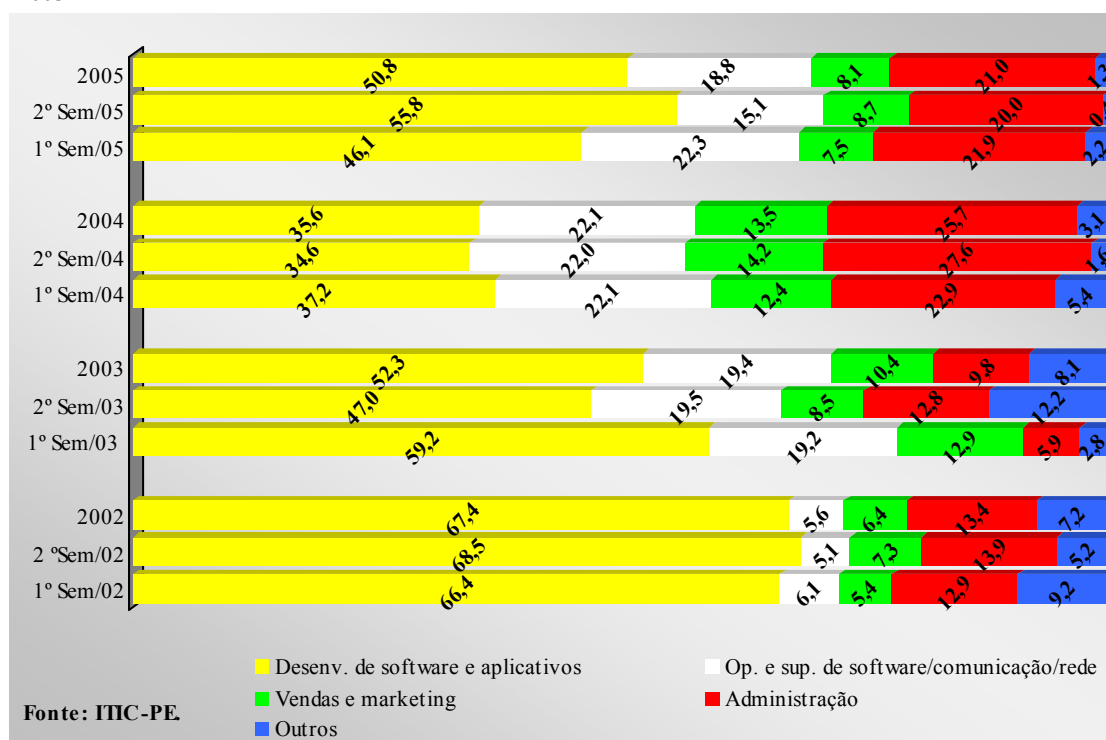 2005 50,8 18,8 8,1 21,0 1,3
2º Sem/05 55,8 15,1 8,7 20,0
1º Sem/05 46,1 22,3 7,5 21,9 2,2
2004 35,6 22,1 13,5 25,7 3,1
2º Sem/04 34,6 22,0 14,2 27,6 1,6
1º Sem/04 37,2 22,1 12,4 22,9 5,4
2003 52,3 19,4 10,4 9,8 8,1
2º Sem/03 47,0 19,5 8,5 12,8 12,2
1º Sem/03 59,2 19,2 12,9 5,9 2,8
2002 67,4 5,6 6,4 13,4 7,2
2 ºSem/02 68,5 5,1 7,3 13,9 5,2
1º Sem/02 66,4 6,1 5,4 12,9 9,2
Desenv. de software e aplicativos Op. e sup. de software/comunicação/rede
Vendas e marketing Administração
Outros
Fonte: ITIC-PE.